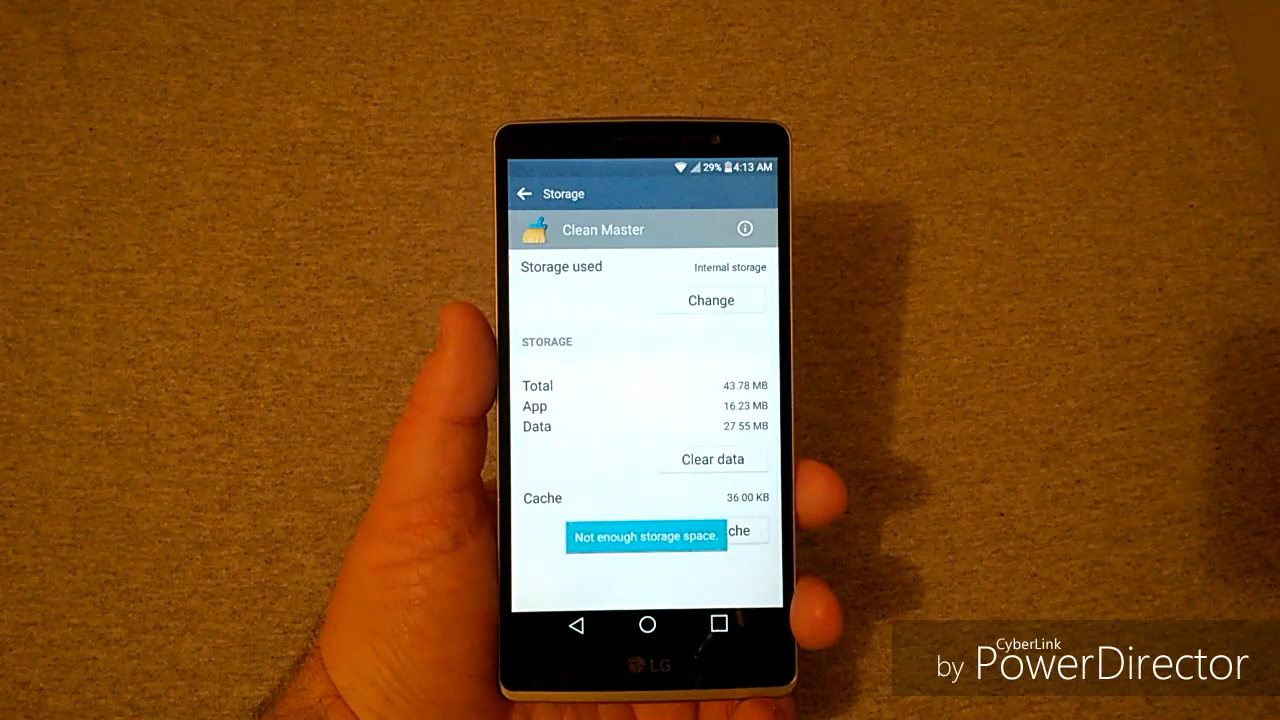 29% 4:13 AM
Storage
Clean Master
Storage used Internal storage
Change
STORAGE
Total 43.78 MB
App 16.23 MB
Data 27.55 MB
Clear data
Cache 36.00 KB
Not enough storage space. che
LG
CyberLink
by PowerDirector